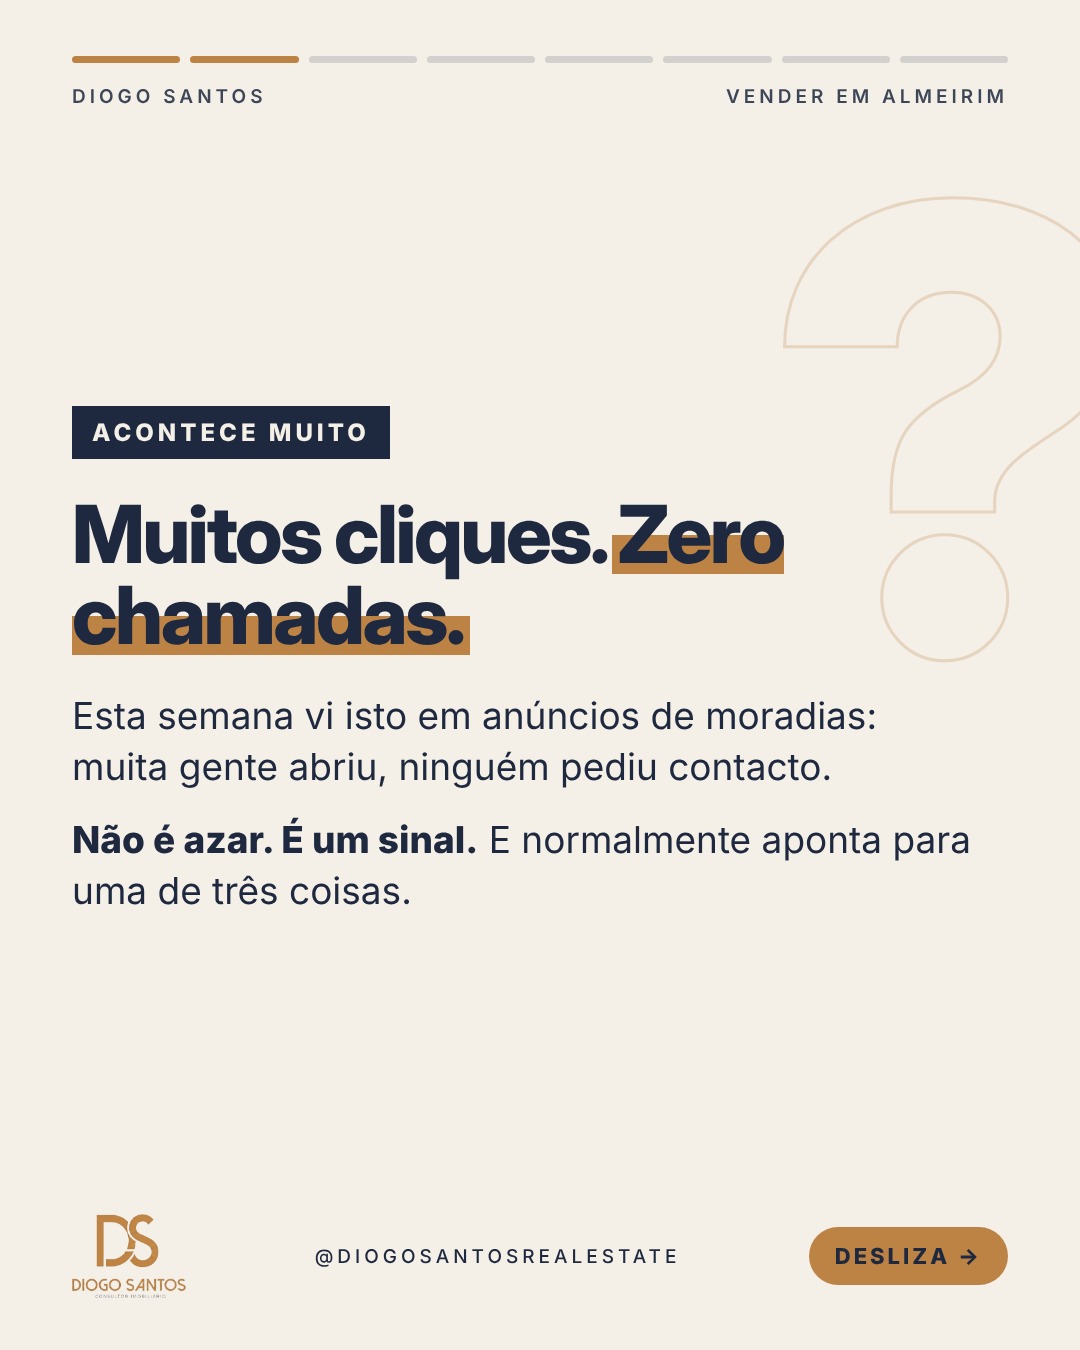 DIOGO SANTOS
VENDER EM ALMEIRIM
?
ACONTECE MUITO
Muitos cliques. Zero
chamadas.
Esta semana vi isto em anúncios de moradias:
muita gente abriu, ninguém pediu contacto.
Não é azar. É um sinal. E normalmente aponta para
uma de três coisas.
DS
DIOGO SANTOS
CONSULTOR IMOBILIÁRIO
@DIOGOSANTOSREALESTATE
DESLIZA →